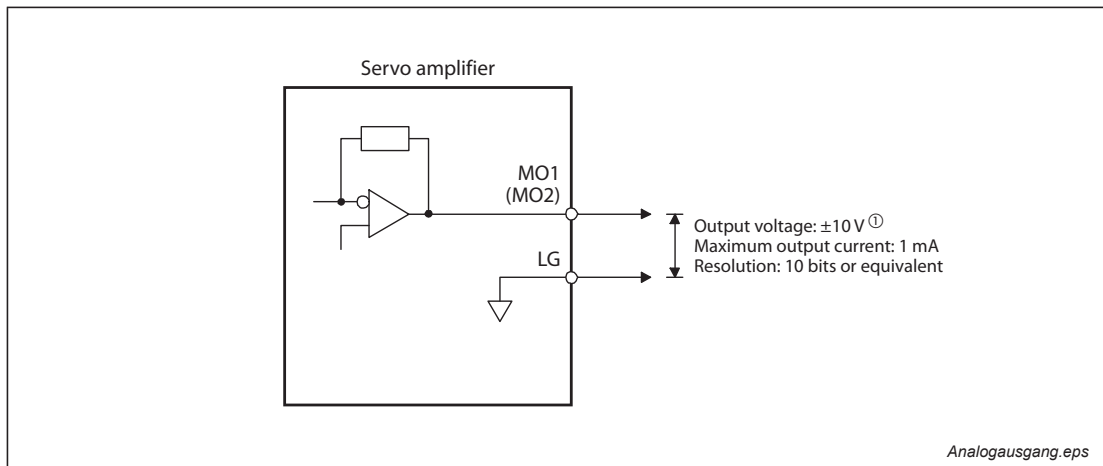 Servo amplifier
MO1
(MO2)
LG
Output voltage: ±10 V ①
Maximum output current: 1 mA
Resolution: 10 bits or equivalent
Analogausgang.eps